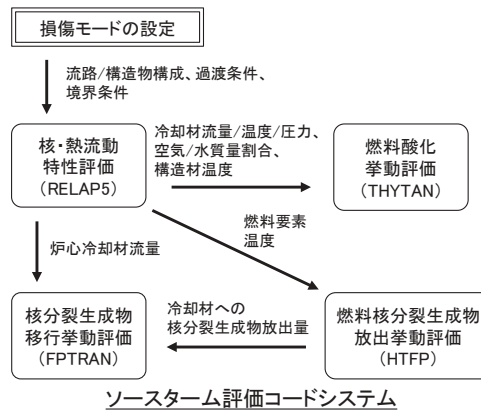 損傷モードの設定
流路/構造物構成、過渡条件、
境界条件
核・熱流動
特性評価
(RELAP5)
冷却材流量/温度/圧力、
空気/水質量割合、
構造材温度
燃料酸化
挙動評価
(THYTAN)
燃料要素
温度
炉心冷却材流量
核分裂生成物
移行挙動評価
(FPTRAN)
冷却材への
核分裂生成物放出量
燃料核分裂生成物
放出挙動評価
(HTFP)
ソースターム評価コードシステム